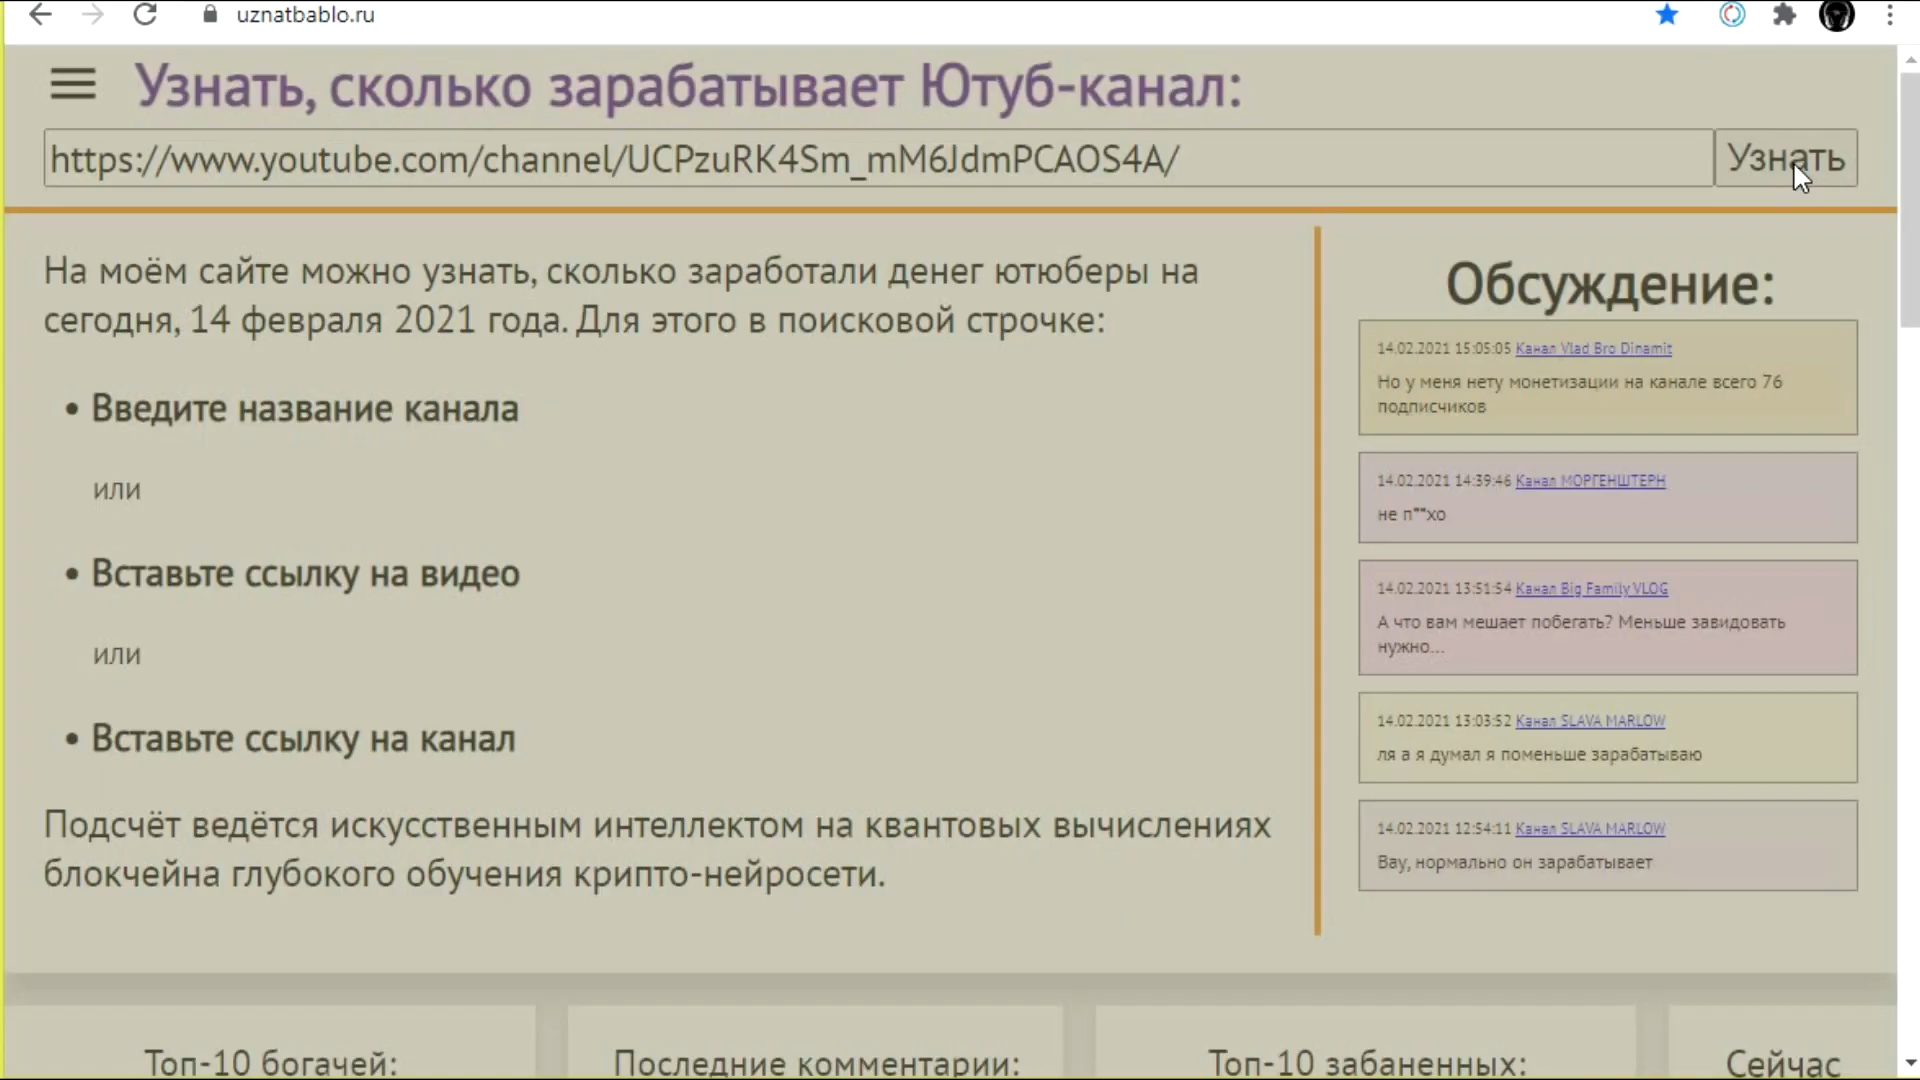 uznatbablo.ru
Узнать, сколько зарабатывает Ютуб-канал:
https://www.youtube.com/channel/UCPzuRK4Sm_mM6JdmPCAOS4A/
Узнать
На моём сайте можно узнать, сколько заработали денег ютюберы на
сегодня, 14 февраля 2021 года. Для этого в поисковой строчке:
• Введите название канала
или
• Вставьте ссылку на видео
или
• Вставьте ссылку на канал
Подсчёт ведётся искусственным интеллектом на квантовых вычислениях
блокчейна глубокого обучения крипто-нейросети.
Обсуждение:
14.02.2021 15:05:05 Канал Vlad Bro Dinamit
Но у меня нету монетизации на канале всего 76
подписчиков
14.02.2021 14:39:46 Канал МОРГЕНШТЕРН
не п**хо
14.02.2021 13:51:54 Канал Big Family VLOG
А что вам мешает побегать? Меньше завидовать
нужно...
14.02.2021 13:03:52 Канал SLAVA MARLOW
ля а я думал я поменьше зарабатываю
14.02.2021 12:54:11 Канал SLAVA MARLOW
Вау, нормально он зарабатывает
Топ-10 богачей:
Последние комментарии:
Топ-10 забаненных:
Сейчас